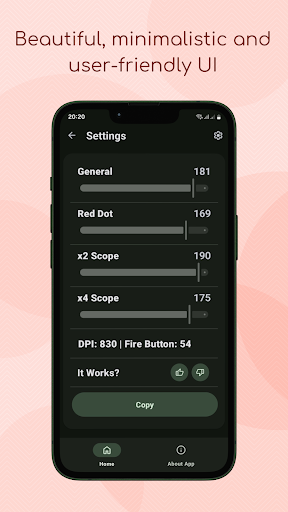 Beautiful, minimalistic and
user-friendly UI
20:20
Settings
General 181
Red Dot 169
x2 Scope 190
x4 Scope 175
DPI: 830 | Fire Button: 54
It Works?
Copy
Home About App